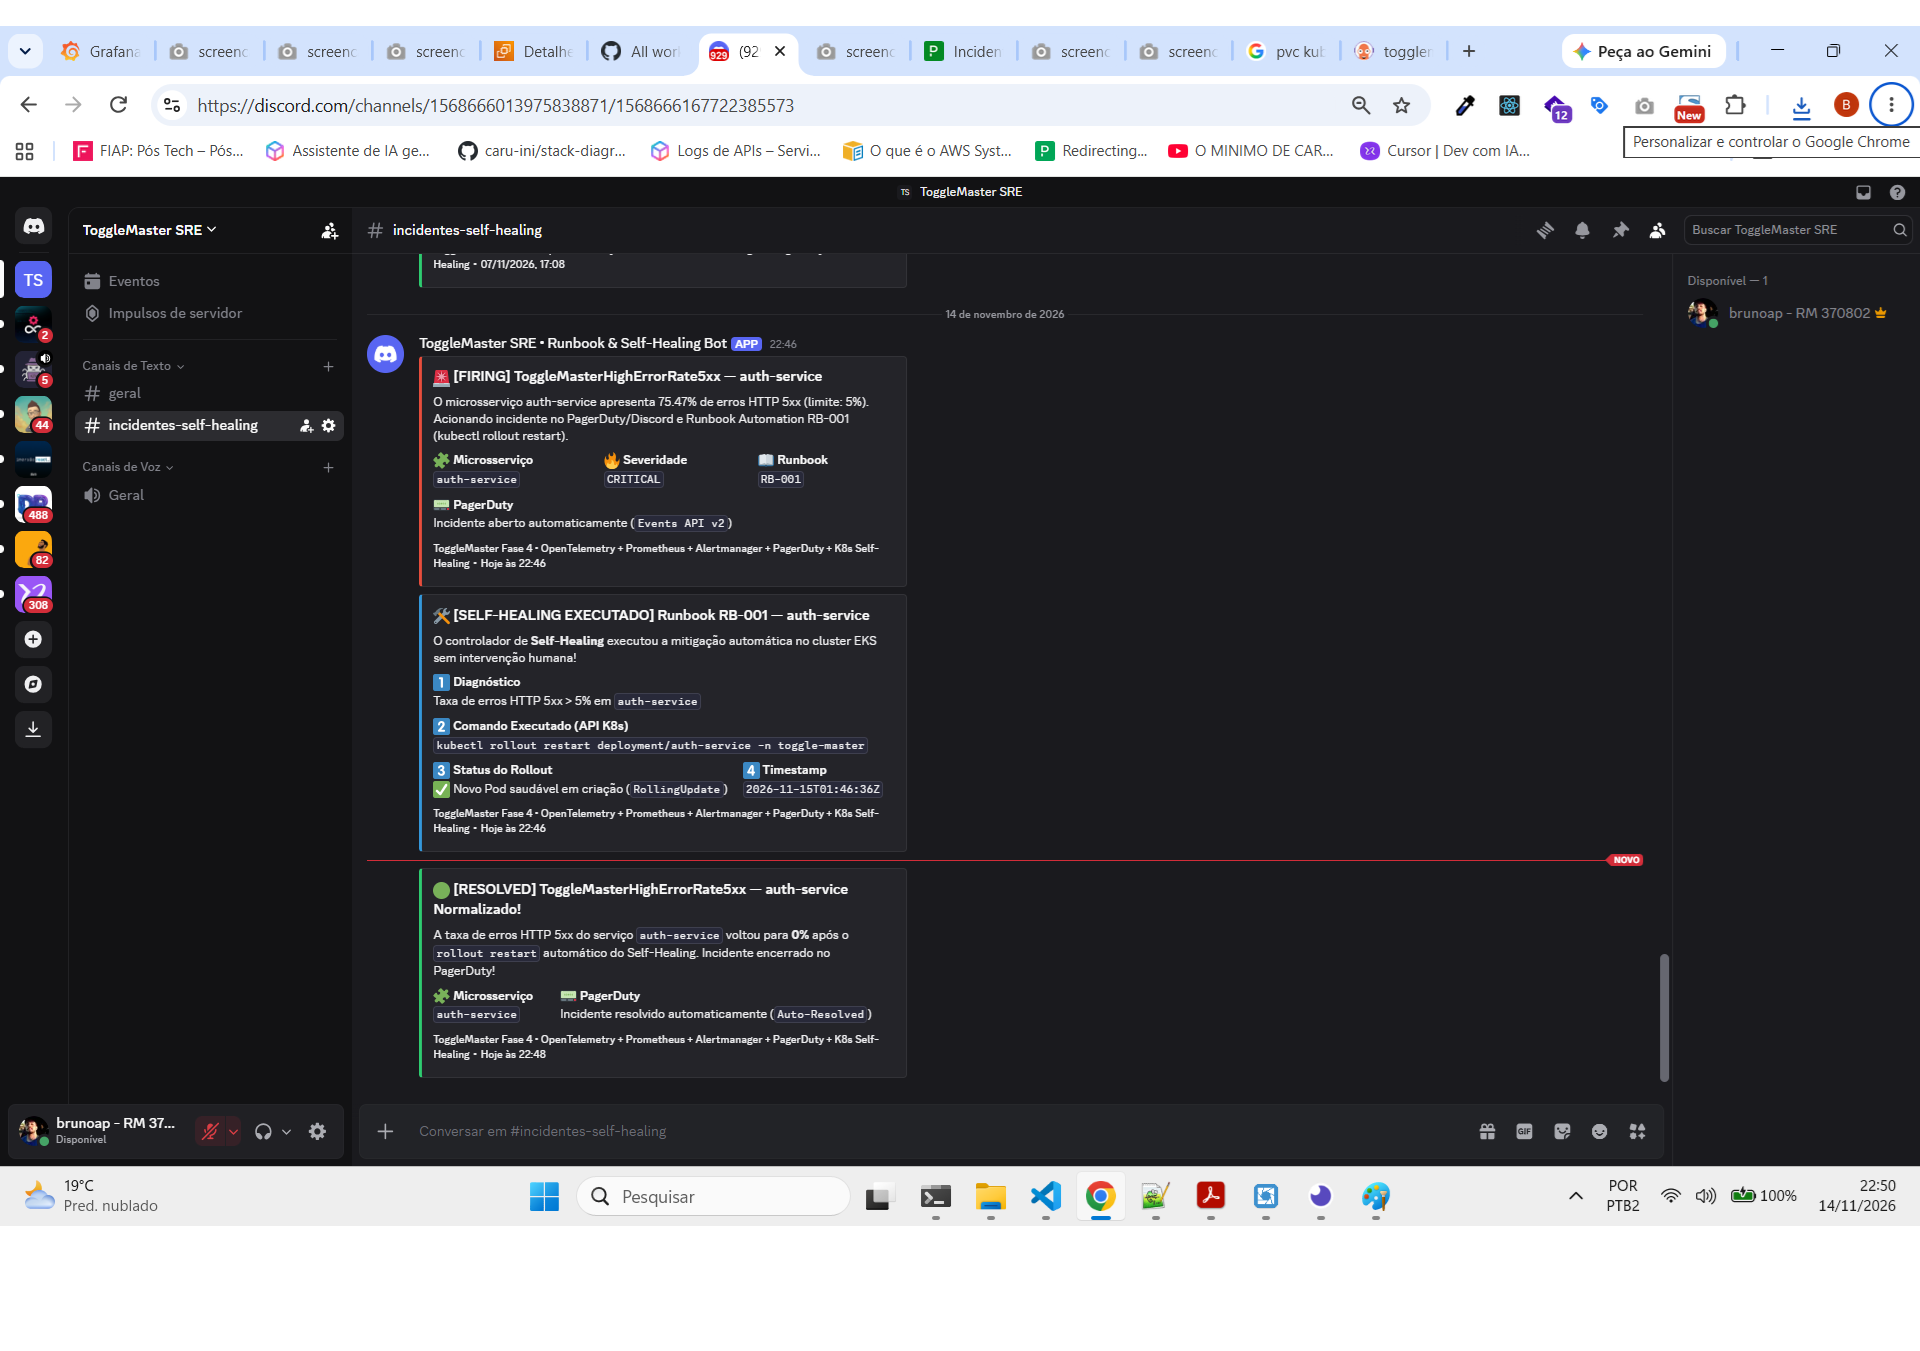 Grafana
screenc
screenc
screenc
Detalhe
All wor
929
(92
screenc
Inciden
screenc
screenc
pvc kub
toggler
Peça ao Gemini
https://discord.com/channels/1568666013975838871/1568666167722385573
12
New
B
FIAP: Pós Tech – Pós...
Assistente de IA ge...
caru-ini/stack-diagr...
Logs de APIs – Servi...
O que é o AWS Syst...
Redirecting...
O MINIMO DE CAR...
Cursor | Dev com IA...
Personalizar e controlar o Google Chrome
TS ToggleMaster SRE
ToggleMaster SRE
incidentes-self-healing
Buscar ToggleMaster SRE
TS
2
5
44
488
82
308
Eventos
Impulsos de servidor
Canais de Texto
geral
incidentes-self-healing
Canais de Voz
Geral
Healing • 07/11/2026, 17:08
14 de novembro de 2026
ToggleMaster SRE • Runbook & Self-Healing Bot APP 22:46
[FIRING] ToggleMasterHighErrorRate5xx — auth-service
O microsserviço auth-service apresenta 75.47% de erros HTTP 5xx (limite: 5%).
Acionando incidente no PagerDuty/Discord e Runbook Automation RB-001
(kubectl rollout restart).
Microsserviço Severidade Runbook
auth-service CRITICAL RB-001
PagerDuty
Incidente aberto automaticamente ( Events API v2 )
ToggleMaster Fase 4 • OpenTelemetry + Prometheus + Alertmanager + PagerDuty + K8s Self-
Healing • Hoje às 22:46
[SELF-HEALING EXECUTADO] Runbook RB-001 — auth-service
O controlador de Self-Healing executou a mitigação automática no cluster EKS
sem intervenção humana!
1 Diagnóstico
Taxa de erros HTTP 5xx > 5% em auth-service
2 Comando Executado (API K8s)
kubectl rollout restart deployment/auth-service -n toggle-master
3 Status do Rollout 4 Timestamp
Novo Pod saudável em criação ( RollingUpdate ) 2026-11-15T01:46:36Z
ToggleMaster Fase 4 • OpenTelemetry + Prometheus + Alertmanager + PagerDuty + K8s Self-
Healing • Hoje às 22:46
NOVO
[RESOLVED] ToggleMasterHighErrorRate5xx — auth-service
Normalizado!
A taxa de erros HTTP 5xx do serviço auth-service voltou para 0% após o
rollout restart automático do Self-Healing. Incidente encerrado no
PagerDuty!
Microsserviço PagerDuty
auth-service Incidente resolvido automaticamente ( Auto-Resolved )
ToggleMaster Fase 4 • OpenTelemetry + Prometheus + Alertmanager + PagerDuty + K8s Self-
Healing • Hoje às 22:48
Disponível — 1
brunoap - RM 370802
brunoap - RM 37...
Disponível
Conversar em #incidentes-self-healing
GIF
19°C
Pred. nublado
Pesquisar
POR
PTB2
100%
22:50
14/11/2026